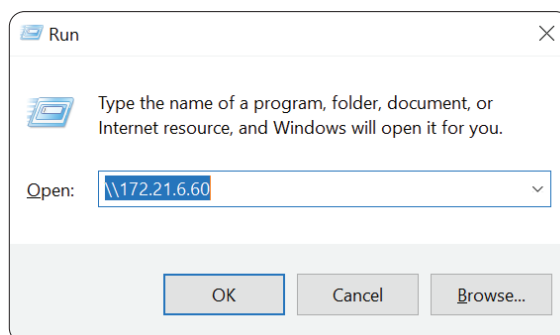 Run
Type the name of a program, folder, document, or
Internet resource, and Windows will open it for you.
Open: \\172.21.6.60
OK Cancel Browse...